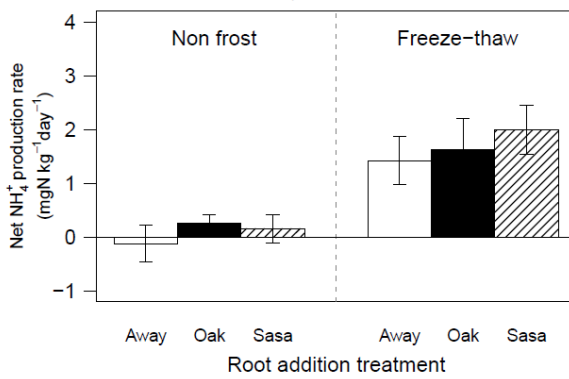 Net NH₄⁺ production rate
(mgN kg⁻¹day⁻¹)
4
3
2
1
0
−1
Non frost
Freeze−thaw
Away Oak Sasa Away Oak Sasa
Root addition treatment